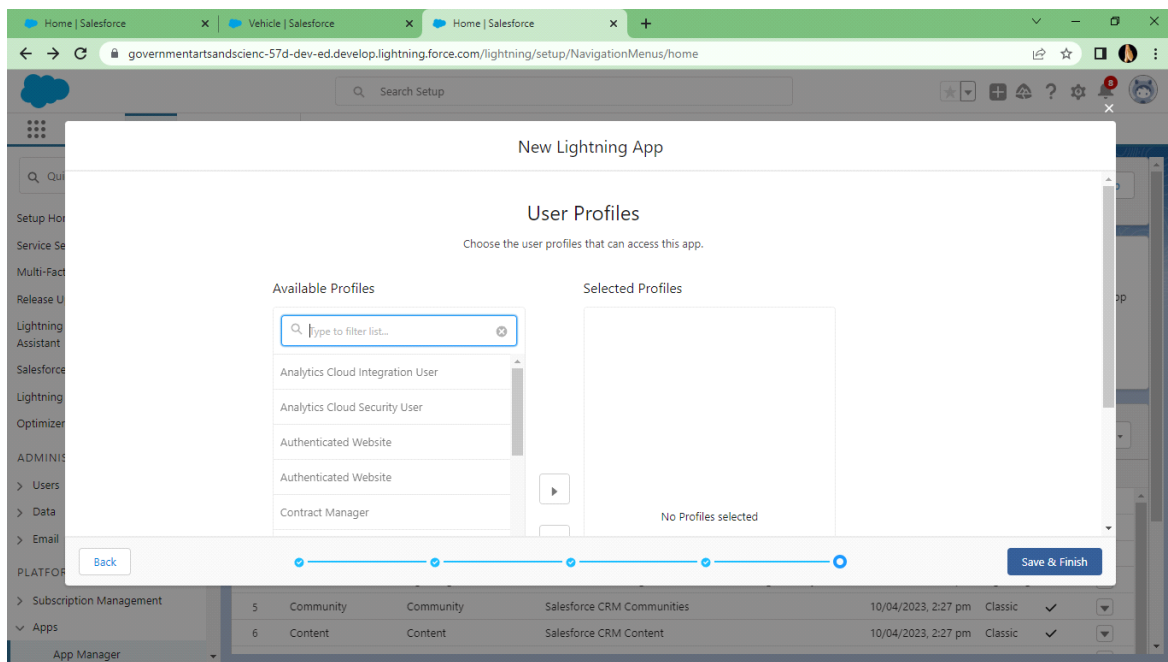 Home | Salesforce
Vehicle | Salesforce
Home | Salesforce
governmentartsandscienc-57d-dev-ed.develop.lightning.force.com/lightning/setup/NavigationMenus/home
Search Setup
8
New Lightning App
Qui
User Profiles
Setup Hom
Choose the user profiles that can access this app.
Service Se
Multi-Fact
Available Profiles
Selected Profiles
Release U
pp
Lightning
Assistant
Type to filter list...
Salesforce
Analytics Cloud Integration User
Lightning
Analytics Cloud Security User
Optimizer
Authenticated Website
ADMINIS
Authenticated Website
Users
Data
Contract Manager
No Profiles selected
Email
Back
Save & Finish
PLATFOR
Subscription Management
5 Community Community Salesforce CRM Communities 10/04/2023, 2:27 pm Classic
Apps
6 Content Content Salesforce CRM Content 10/04/2023, 2:27 pm Classic
App Manager